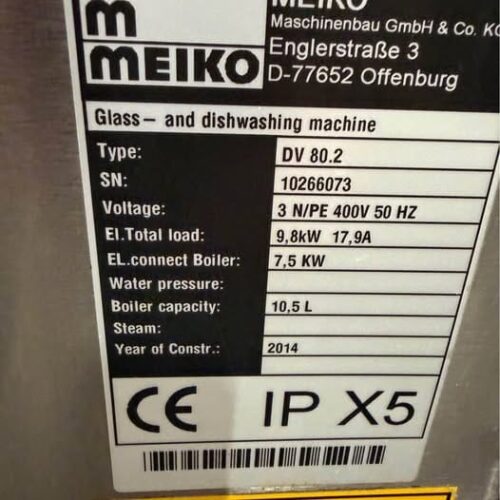 m
MEIKO
MEIKO
Maschinenbau GmbH & Co. KG
Englerstraße 3
D-77652 Offenburg
Glass- and dishwashing machine
Type: DV 80.2
SN: 10266073
Voltage: 3 N/PE 400V 50 HZ
El.Total load: 9,8kW 17,9A
EL.connect Boiler: 7,5 KW
Water pressure:
Boiler capacity: 10,5 L
Steam:
Year of Constr.: 2014
CE IP X5